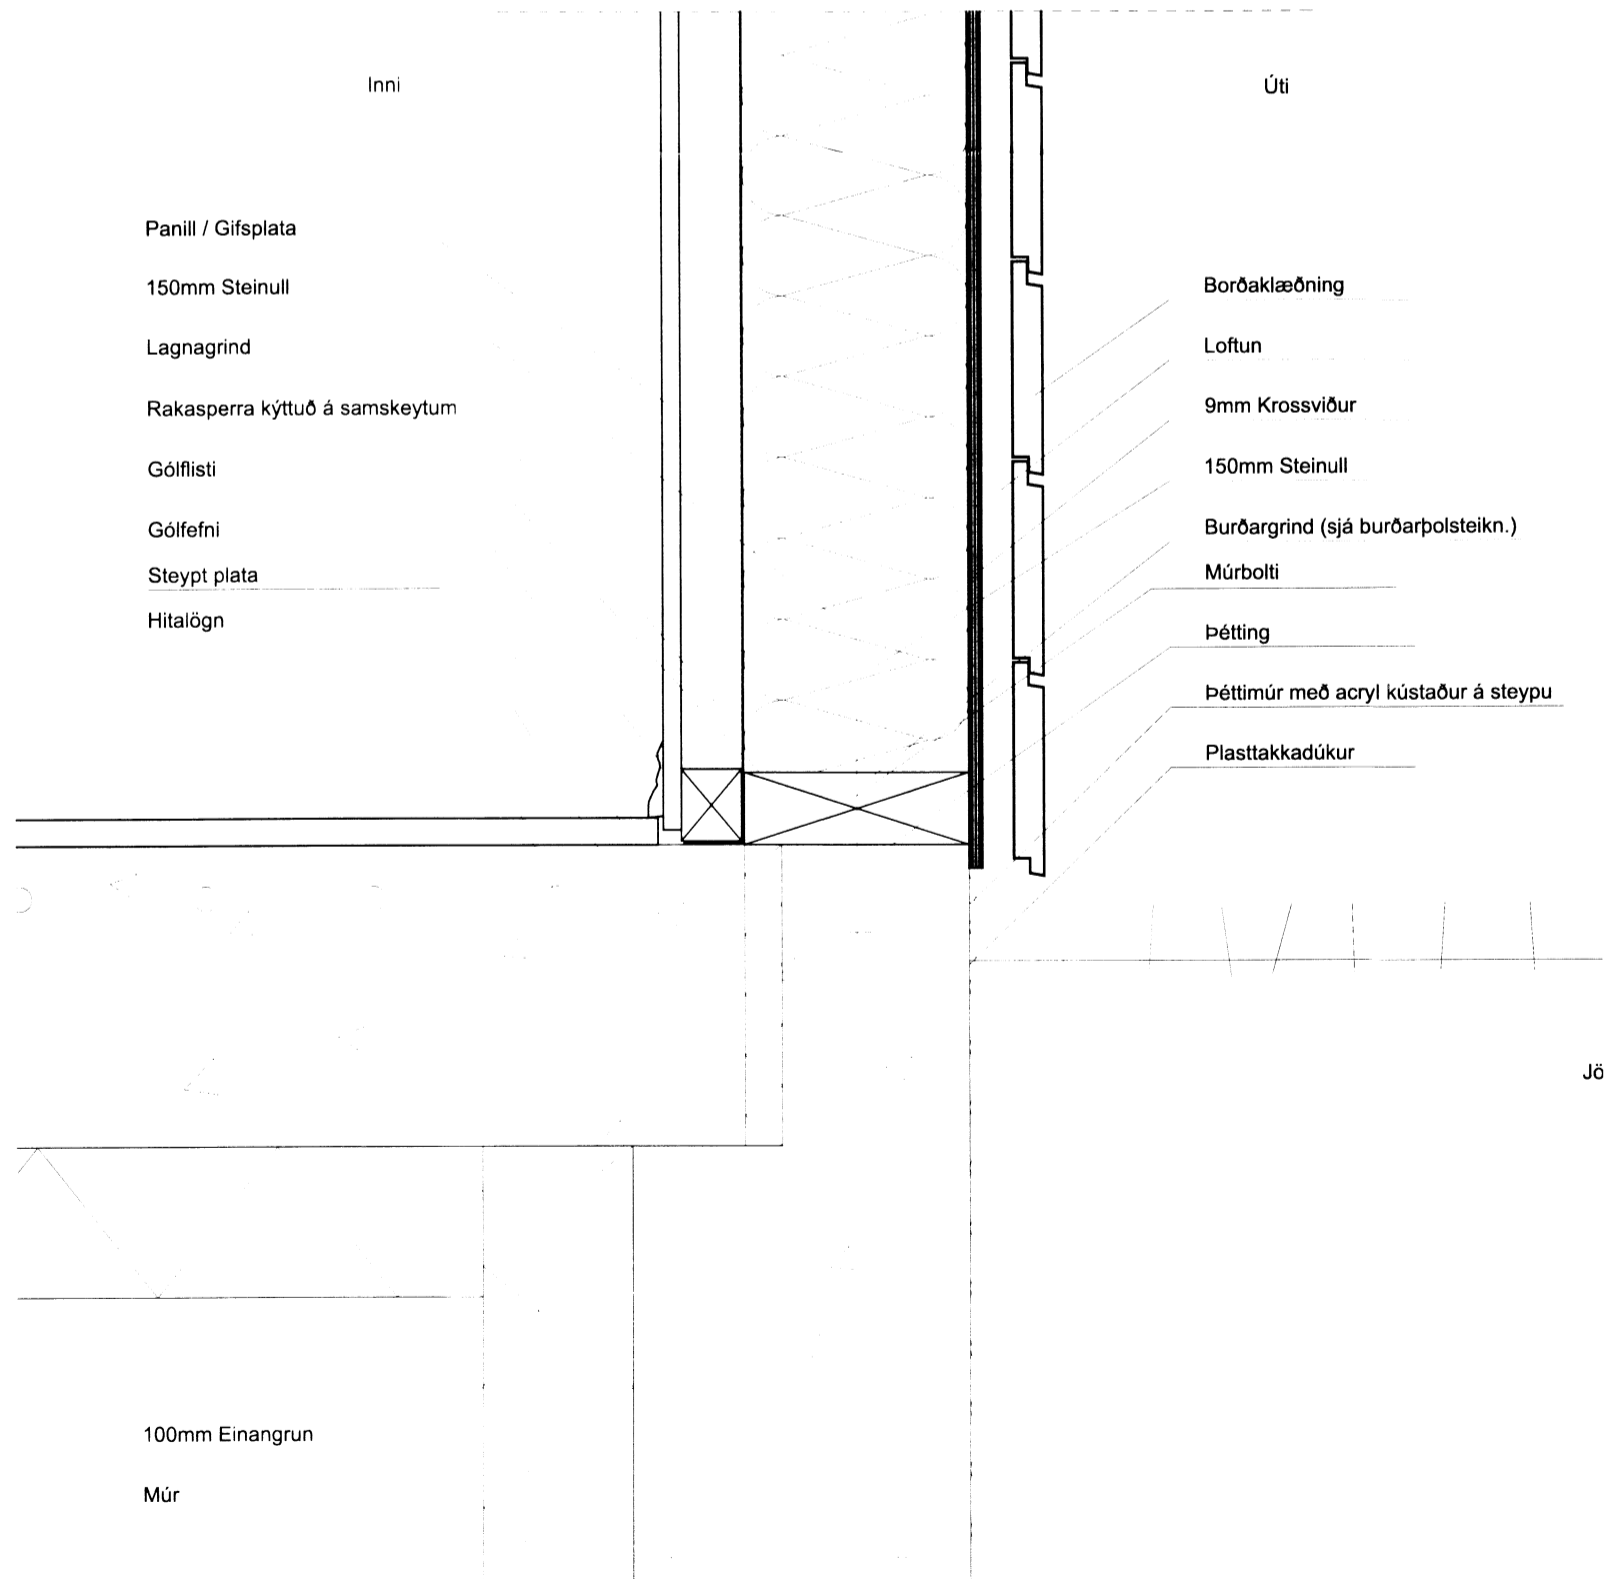 Inni
Úti
Panill / Gifsplata
150mm Steinull
Lagnagrind
Rakasperra kýttuð á samskeytum
Gólflisti
Gólfefni
Steypt plata
Hitalögn
Borðaklæðning
Loftun
9mm Krossviður
150mm Steinull
Burðargrind (sjá burðarþolsteikn.)
Múrbolti
Þétting
Þéttimúr með acryl kústaður á steypu
Plasttakkadúkur
Jö
100mm Einangrun
Múr